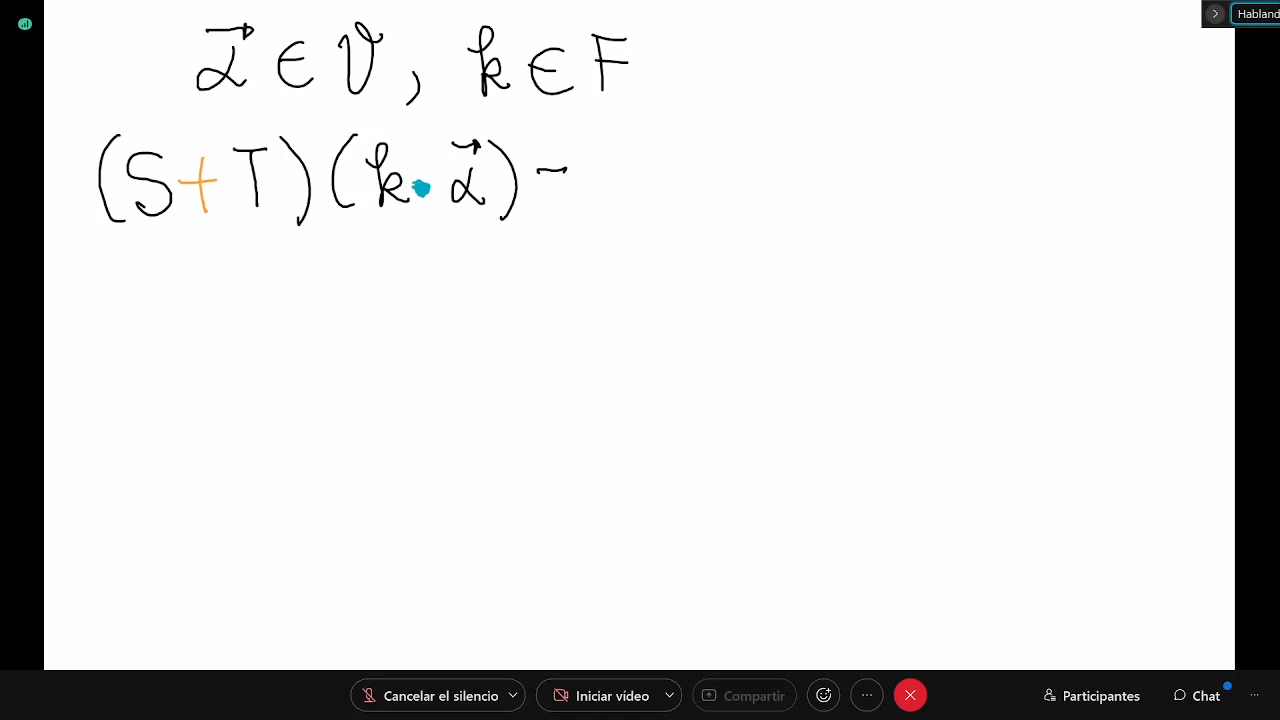 Habland
α⃗ ∈ V, k ∈ F
(S+T)(k·α⃗) -
Cancelar el silencio
Iniciar vídeo
Compartir
Participantes
Chat